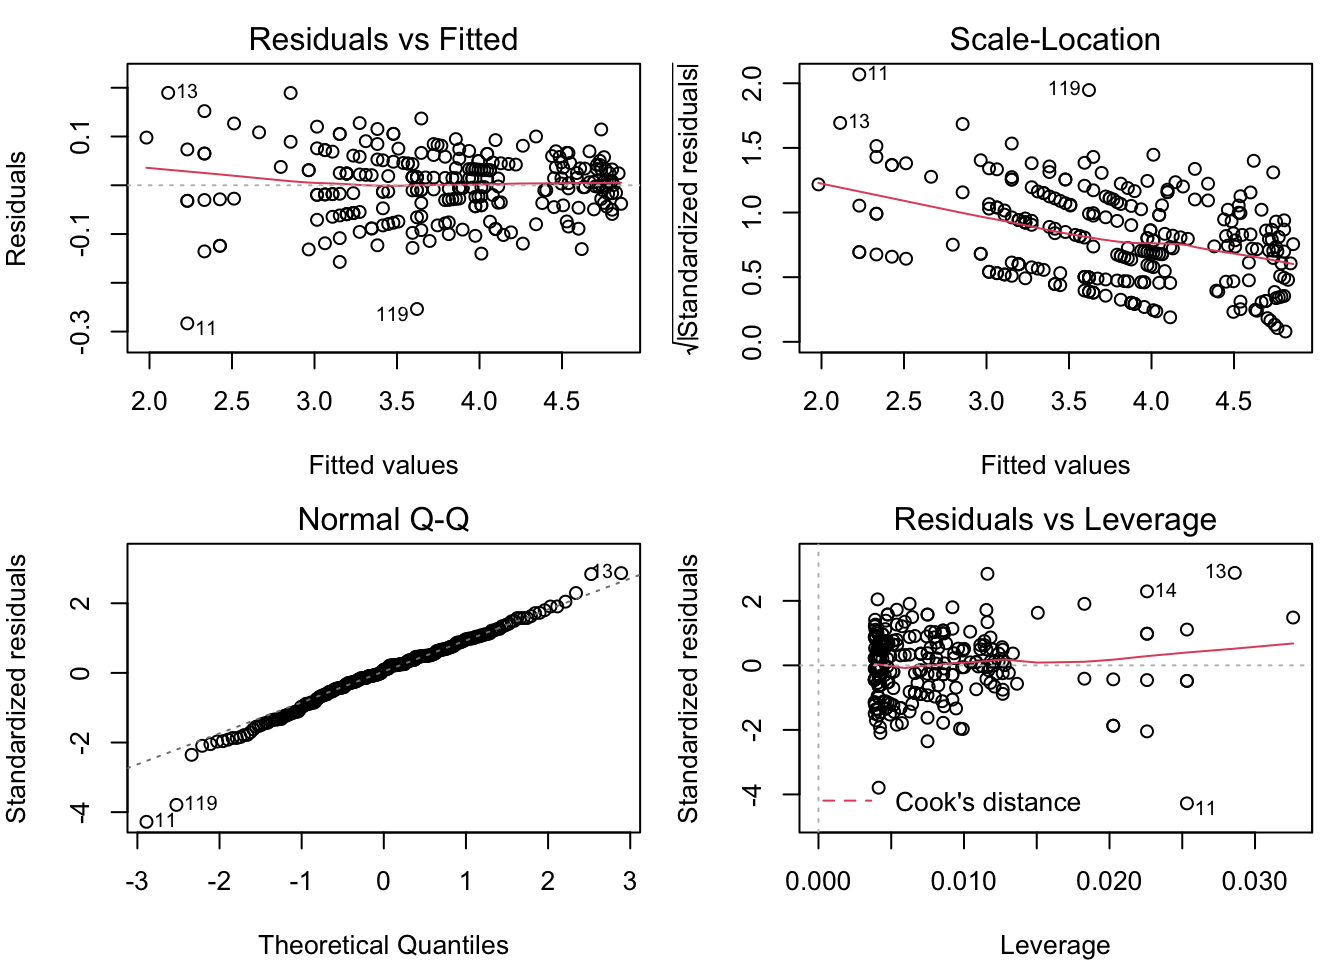 Residuals vs Fitted
Residuals
0.1
-0.1
-0.3
13
119
11
2.0 2.5 3.0 3.5 4.0 4.5
Fitted values
Scale-Location
√|Standardized residuals|
2.0
1.5
1.0
0.5
0.0
11
119
13
2.0 2.5 3.0 3.5 4.0 4.5
Fitted values
Normal Q-Q
Standardized residuals
2
0
-2
-4
13
119
11
-3 -2 -1 0 1 2 3
Theoretical Quantiles
Residuals vs Leverage
Standardized residuals
2
0
-2
-4
13
14
Cook's distance
11
0.000 0.010 0.020 0.030
Leverage